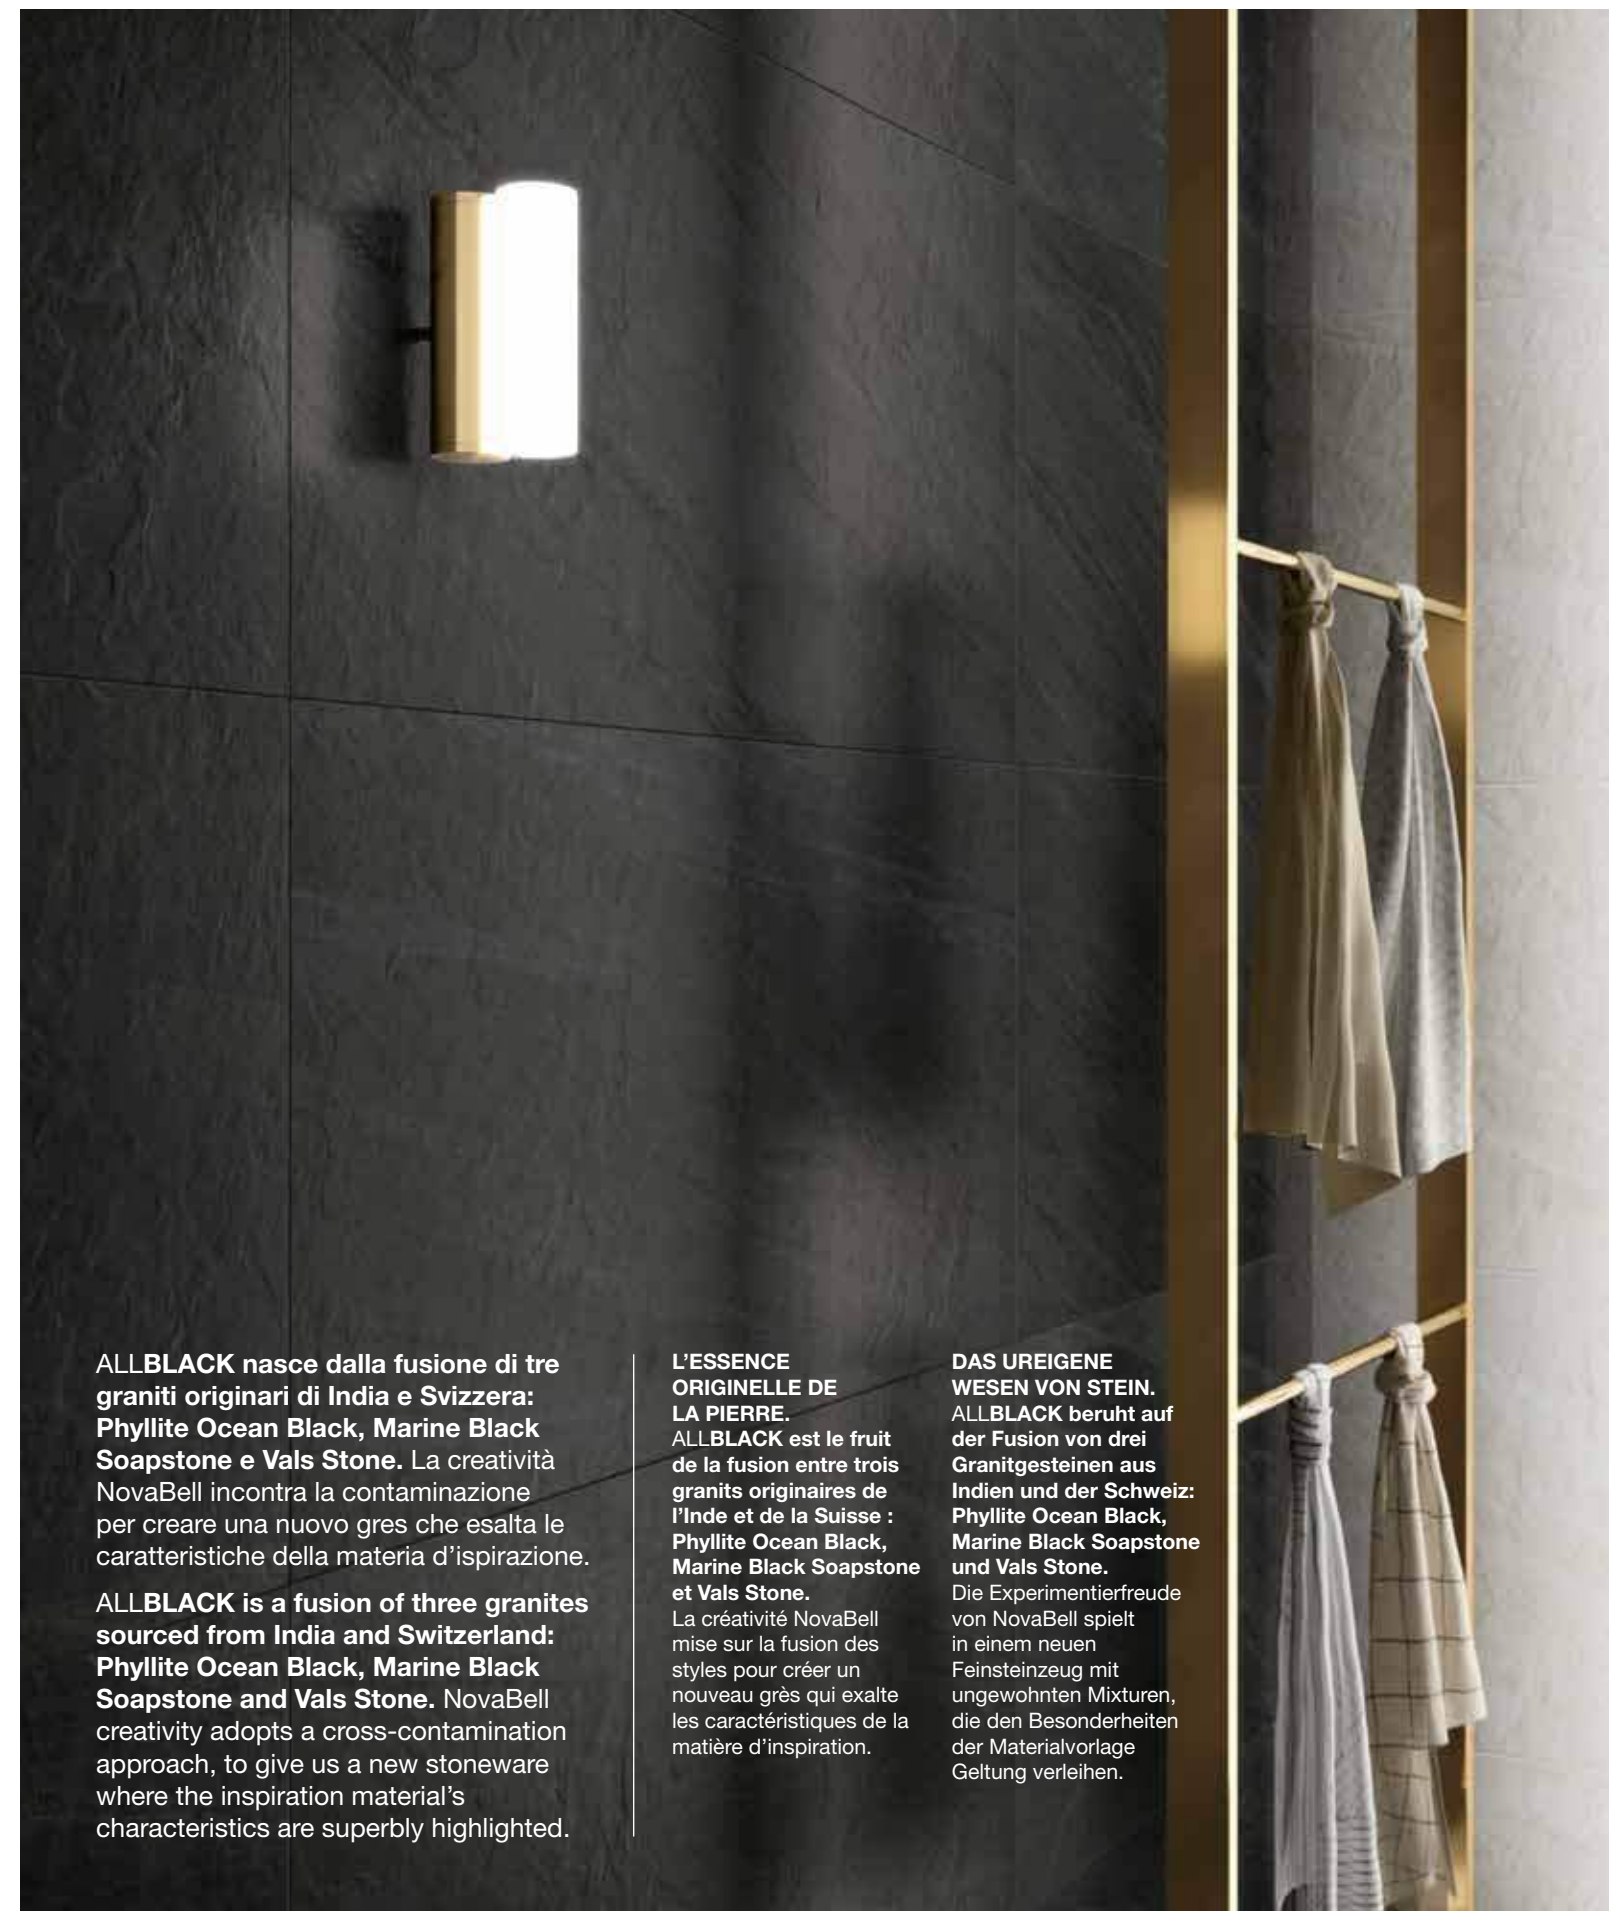 ALLBLACK nasce dalla fusione di tre
graniti originari di India e Svizzera:
Phyllite Ocean Black, Marine Black
Soapstone e Vals Stone. La creatività
NovaBell incontra la contaminazione
per creare una nuovo gres che esalta le
caratteristiche della materia d’ispirazione.
ALLBLACK is a fusion of three granites
sourced from India and Switzerland:
Phyllite Ocean Black, Marine Black
Soapstone and Vals Stone. NovaBell
creativity adopts a cross-contamination
approach, to give us a new stoneware
where the inspiration material’s
characteristics are superbly highlighted.
L’ESSENCE
ORIGINELLE DE
LA PIERRE.
ALLBLACK est le fruit
de la fusion entre trois
granits originaires de
l’Inde et de la Suisse :
Phyllite Ocean Black,
Marine Black Soapstone
et Vals Stone.
La créativité NovaBell
mise sur la fusion des
styles pour créer un
nouveau grès qui exalte
les caractéristiques de la
matière d’inspiration.
DAS UREIGENE
WESEN VON STEIN.
ALLBLACK beruht auf
der Fusion von drei
Granitgesteinen aus
Indien und der Schweiz:
Phyllite Ocean Black,
Marine Black Soapstone
und Vals Stone.
Die Experimentierfreude
von NovaBell spielt
in einem neuen
Feinsteinzeug mit
ungewohnten Mixturen,
die den Besonderheiten
der Materialvorlage
Geltung verleihen.